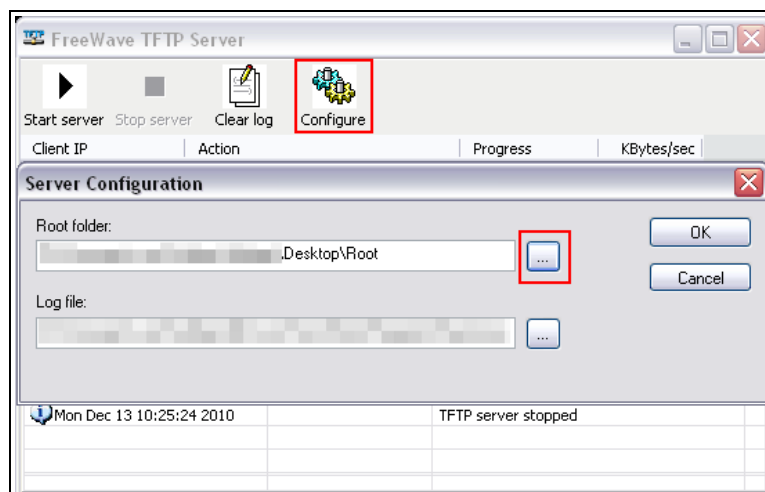 FreeWave TFTP Server
Start server Stop server Clear log Configure
Client IP Action Progress KBytes/sec
Server Configuration
Root folder:
Desktop\Root ... OK
Cancel
Log file:
...
Mon Dec 13 10:25:24 2010 TFTP server stopped